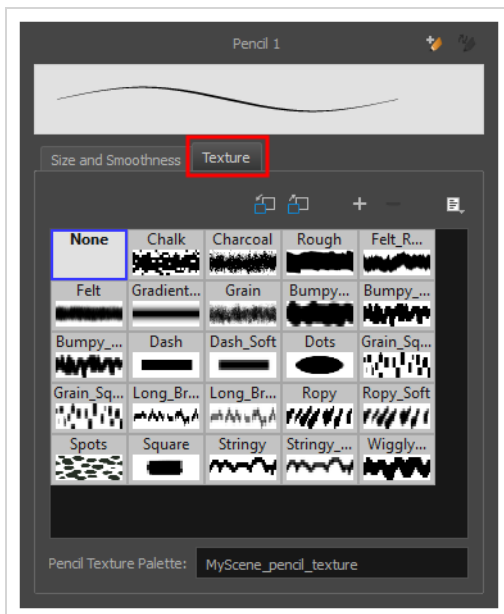 Pencil 1
Size and Smoothness Texture
None Chalk Charcoal Rough Felt_R...
Felt Gradient... Grain Bumpy... Bumpy_...
Bumpy_... Dash Dash_Soft Dots Grain_Sq...
Grain_Sq... Long_Br... Long_Br... Ropy Ropy_Soft
Spots Square Stringy Stringy_... Wiggly...
Pencil Texture Palette: MyScene_pencil_texture